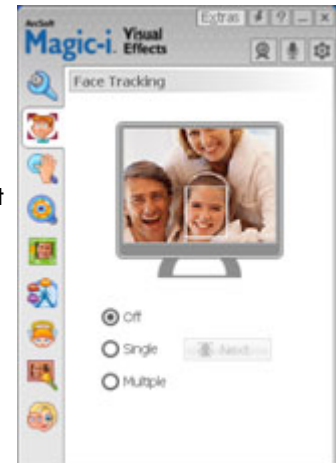 Extras ? _ x
ArcSoft
Magic-i. Visual Effects
Face Tracking
t
Off
Single Next
Multiple